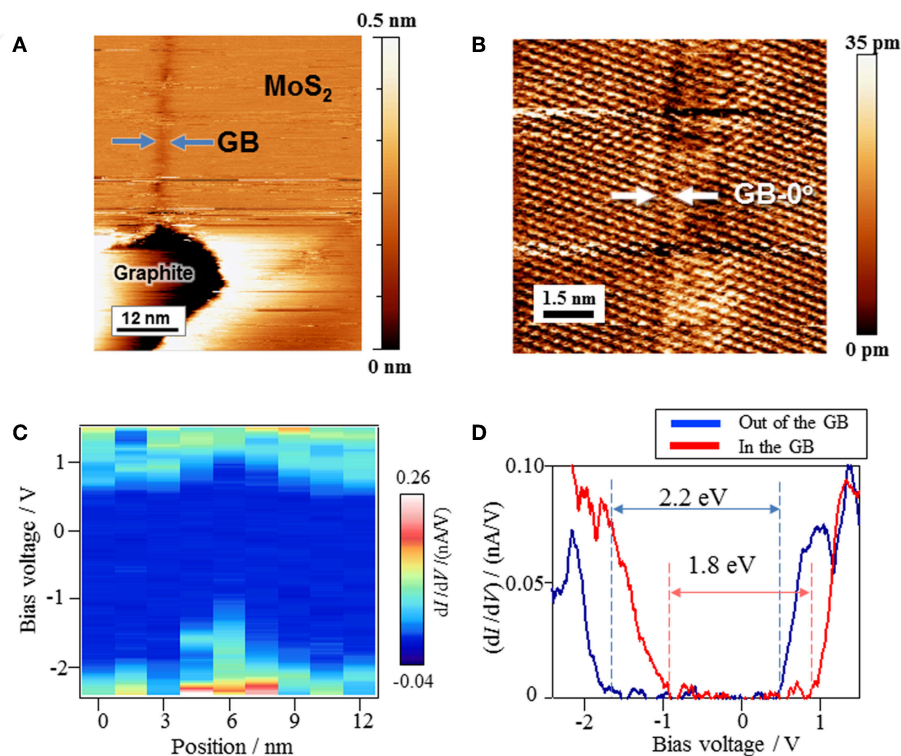 A
0.5 nm
MoS₂
GB
Graphite
12 nm
0 nm
B
35 pm
GB-0°
1.5 nm
0 pm
C
Bias voltage / V
1
0
-1
-2
0 3 6 9 12
Position / nm
0.26
(dI/dV)/(nA/V)
-0.04
D
Out of the GB
In the GB
(dI/dV) / (nA/V)
0.10
0.05
0
2.2 eV
1.8 eV
-2 -1 0 1
Bias voltage / V